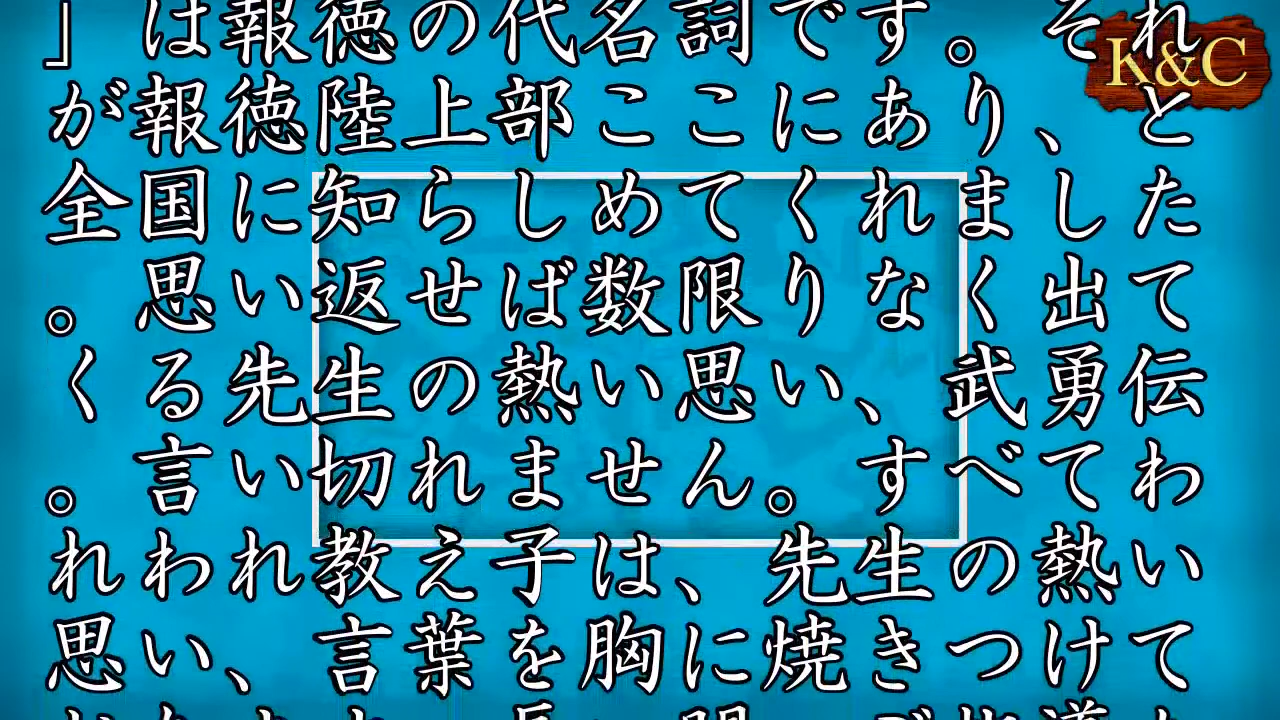 」は報徳の代名詞です。それ
が報徳陸上部ここにあり、と
全国に知らしめてくれました
。思い返せば数限りなく出て
くる先生の熱い思い、武勇伝
。言い切れません。すべてわ
れわれ教え子は、先生の熱い
思い、言葉を胸に焼きつけて
K&C